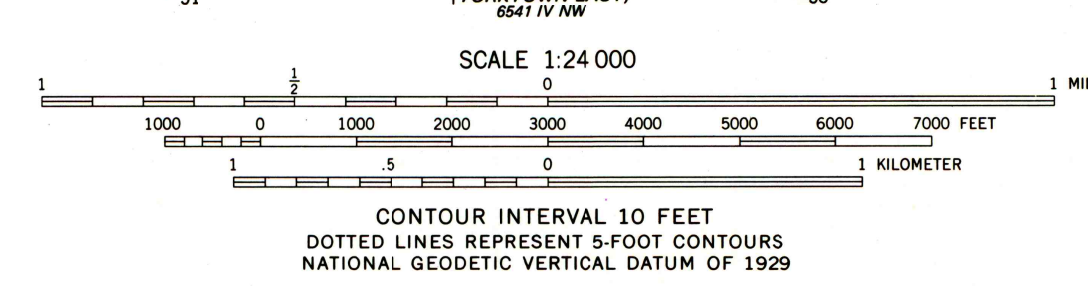 6541 IV NW
SCALE 1:24 000
1 1/2 0 1
1000 0 1000 2000 3000 4000 5000 6000 7000 FEET
1 .5 0 1 KILOMETER
CONTOUR INTERVAL 10 FEET
DOTTED LINES REPRESENT 5-FOOT CONTOURS
NATIONAL GEODETIC VERTICAL DATUM OF 1929